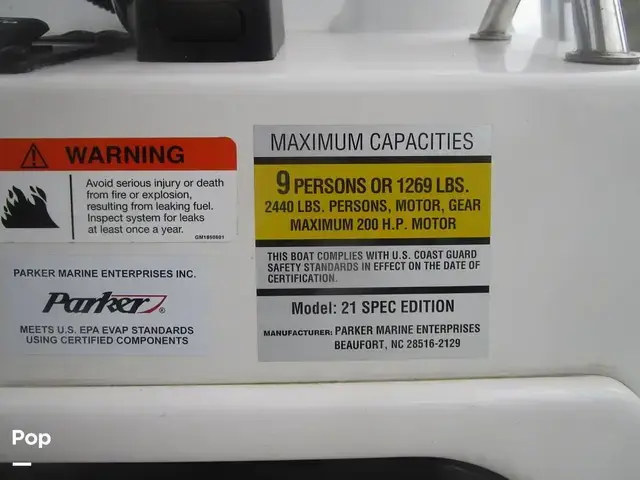 WARNING
Avoid serious injury or death
from fire or explosion,
resulting from leaking fuel.
Inspect system for leaks
at least once a year.
GM1850601
PARKER MARINE ENTERPRISES INC.
Parker®
MEETS U.S. EPA EVAP STANDARDS
USING CERTIFIED COMPONENTS
MAXIMUM CAPACITIES
9 PERSONS OR 1269 LBS.
2440 LBS. PERSONS, MOTOR, GEAR
MAXIMUM 200 H.P. MOTOR
THIS BOAT COMPLIES WITH U.S. COAST GUARD
SAFETY STANDARDS IN EFFECT ON THE DATE OF
CERTIFICATION.
Model: 21 SPEC EDITION
MANUFACTURER: PARKER MARINE ENTERPRISES
BEAUFORT, NC 28516-2129
Pop